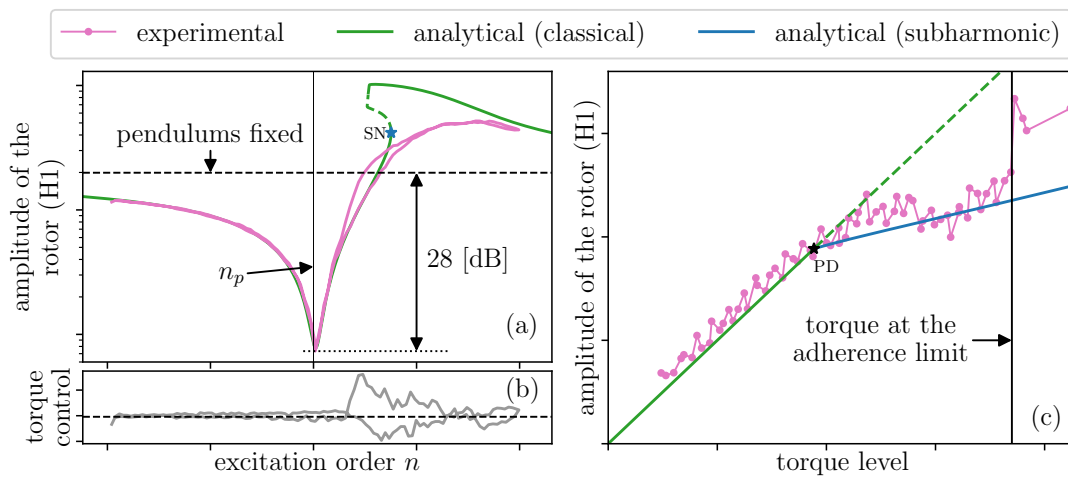 experimental
analytical (classical)
analytical (subharmonic)
amplitude of the
rotor (H1)
pendulums fixed
SN
n_p
28 [dB]
(a)
torque
control
(b)
excitation order n
amplitude of the rotor (H1)
PD
torque at the
adherence limit
(c)
torque level